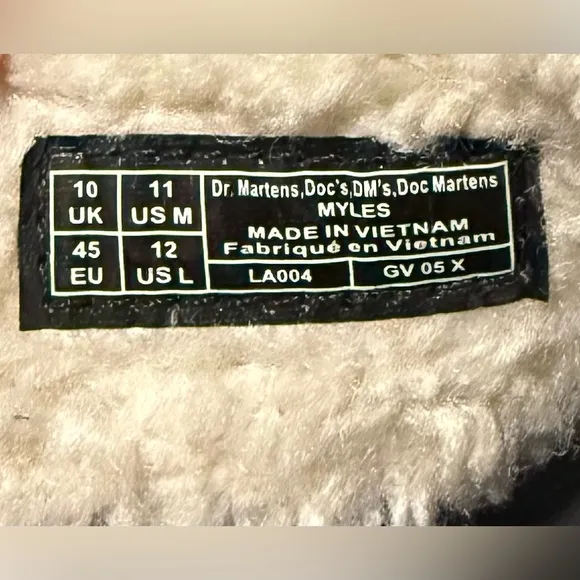 10 UK
11 US M
45 EU
12 US L
Dr. Martens,Doc's,DM's,Doc Martens
MYLES
MADE IN VIETNAM
Fabriqué en Vietnam
LA004
GV 05 X